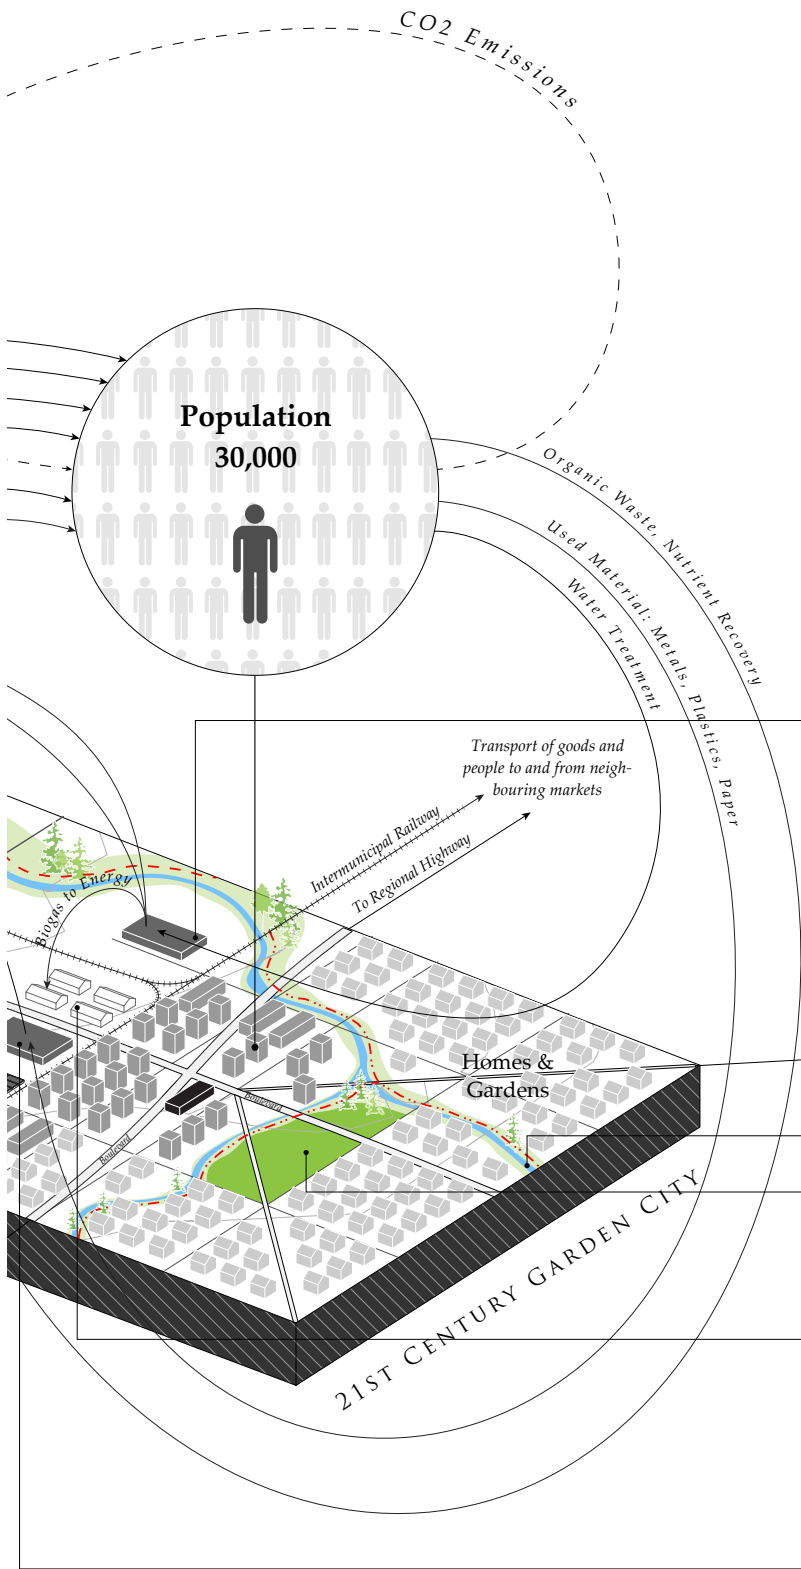 CO2 Emissions
Population
30,000
Organic Waste, Nutrient Recovery
Used Material: Metals, Plastics, Paper
Water Treatment
Transport of goods and
people to and from neigh-
bouring markets
Intermunicipal Railway
To Regional Highway
Biogas to Energy
Homes &
Gardens
Boulevard
Boulevard
21ST CENTURY GARDEN CITY